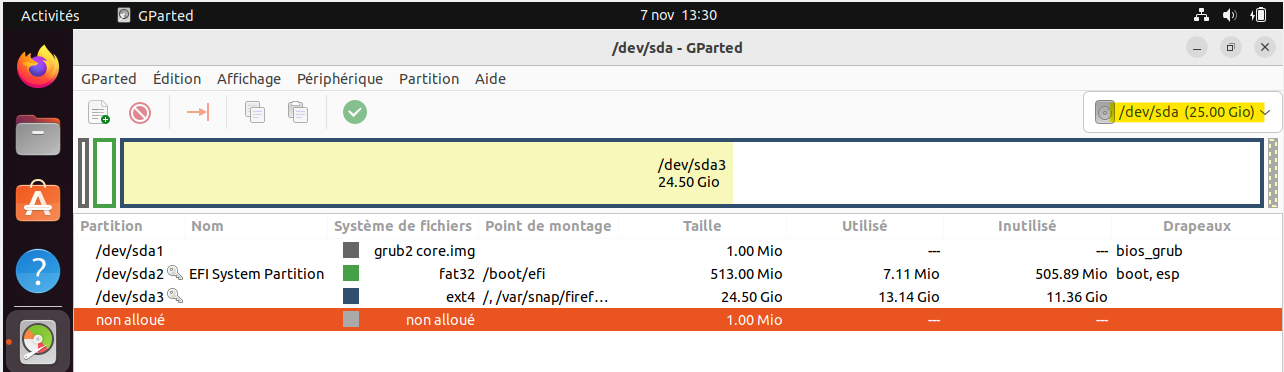 Activités GParted 7 nov 13:30
/dev/sda - GParted
GParted Édition Affichage Périphérique Partition Aide
/dev/sda (25.00 Gio)
/dev/sda3
24.50 Gio
Partition Nom Système de fichiers Point de montage Taille Utilisé Inutilisé Drapeaux
/dev/sda1 grub2 core.img 1.00 Mio --- --- bios_grub
/dev/sda2 EFI System Partition fat32 /boot/efi 513.00 Mio 7.11 Mio 505.89 Mio boot, esp
/dev/sda3 ext4 /, /var/snap/firef... 24.50 Gio 13.14 Gio 11.36 Gio
non alloué non alloué 1.00 Mio --- ---